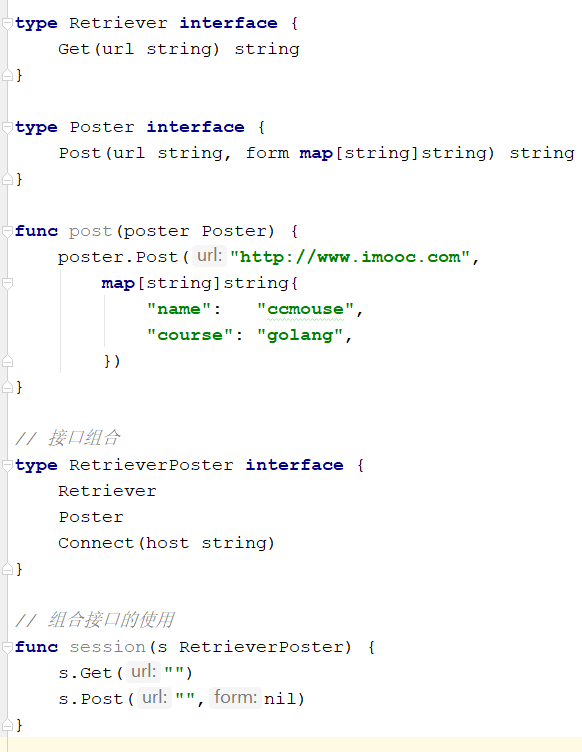 type Retriever interface {
    Get(url string) string
}

type Poster interface {
    Post(url string, form map[string]string) string
}

func post(poster Poster) {
    poster.Post( url: "http://www.imooc.com",
        map[string]string{
            "name":   "ccmouse",
            "course": "golang",
        })
}

// 接口组合
type RetrieverPoster interface {
    Retriever
    Poster
    Connect(host string)
}

// 组合接口的使用
func session(s RetrieverPoster) {
    s.Get( url: "")
    s.Post( url: "", form: nil)
}